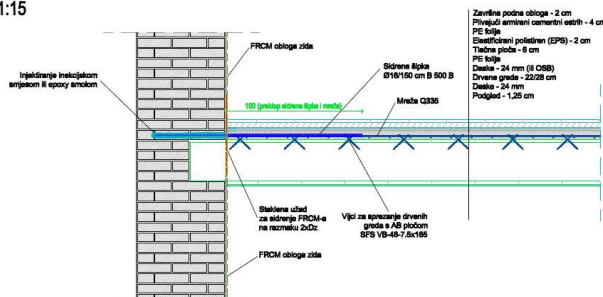 1:15
Završna podna obloga - 2 cm
Plivajući armirani cementni estrih - 4 cm
PE folija
Elastificirani polistiren (EPS) - 2 cm
PE folija
Tlačna ploča - 6 cm
Daske - 24 mm (ili OSB)
Drvene grede - 22/28 cm
Daske - 24 mm
Podgled - 1,25 cm
FRCM obloga zida
Injektiranje inekcijskom
smjesom ili epoxy smolom
Sidrena šipka
Ø16/150 cm B 500 B
100 (preklop sidrena šipka i mreža)
Mreža Q335
Staklena užad
za sidrenje FRCM-a
na razmaku 2xDz
Vijci za sprezanje drvenih
greda s AB pločom
SFS VB-48-7.5x165
FRCM obloga zida